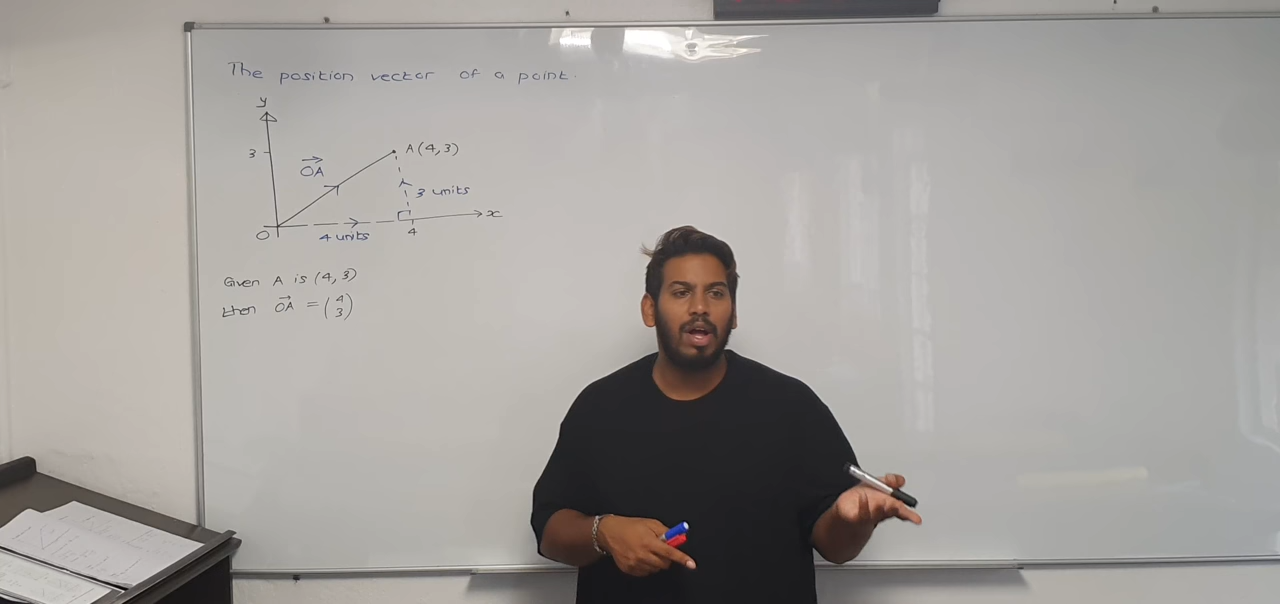 The position vector of a point.
y
3
OA
A(4,3)
3 units
x
O
4 units
4
Given A is (4,3)
then OA = (4
3)